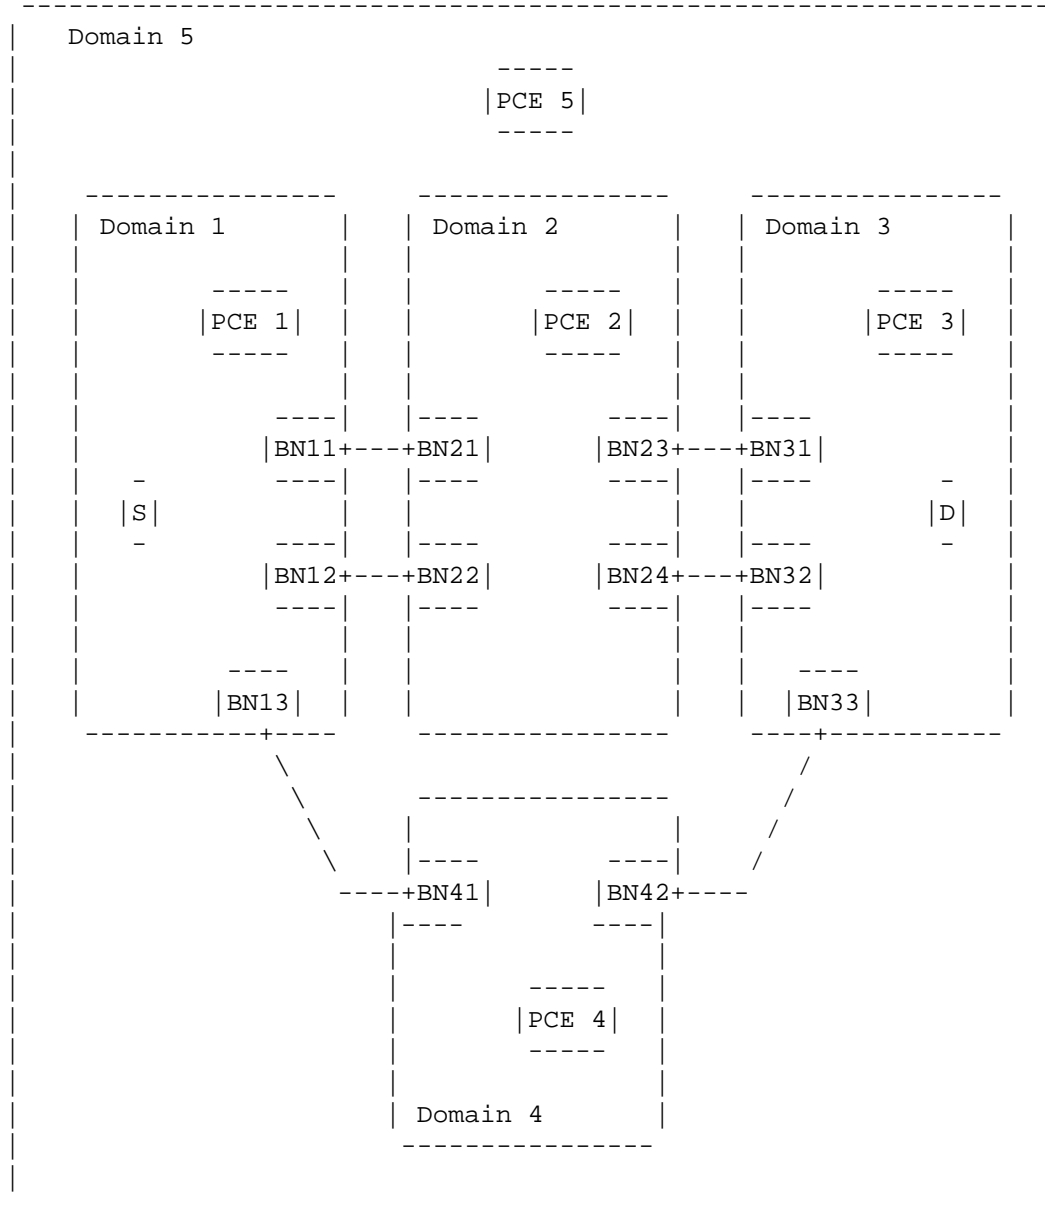 Domain 5
PCE 5
Domain 1 Domain 2 Domain 3
PCE 1 PCE 2 PCE 3
BN11 BN21 BN23 BN31
S D
BN12 BN22 BN24 BN32
BN13 BN33
BN41 BN42
PCE 4
Domain 4